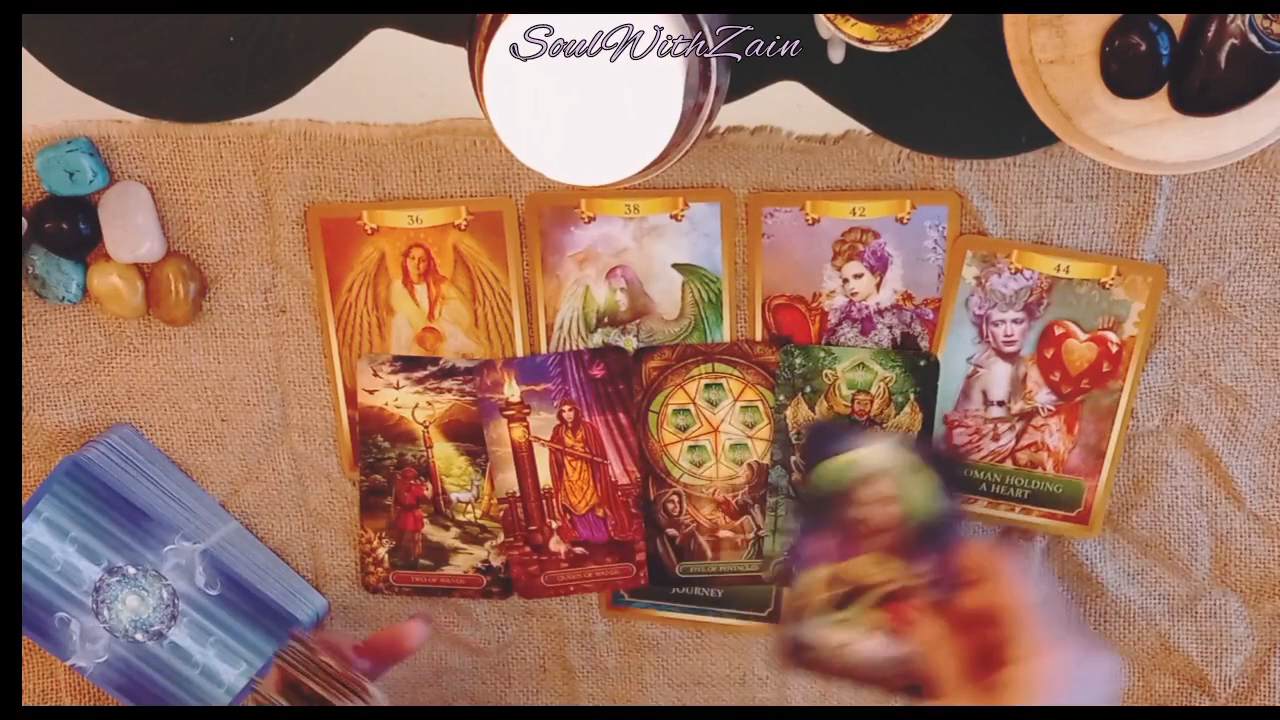 SoulWithZain
36
38
42
44
WOMAN HOLDING
A HEART
TWO OF WANDS
QUEEN OF WANDS
FIVE OF PENTACLES
JOURNEY